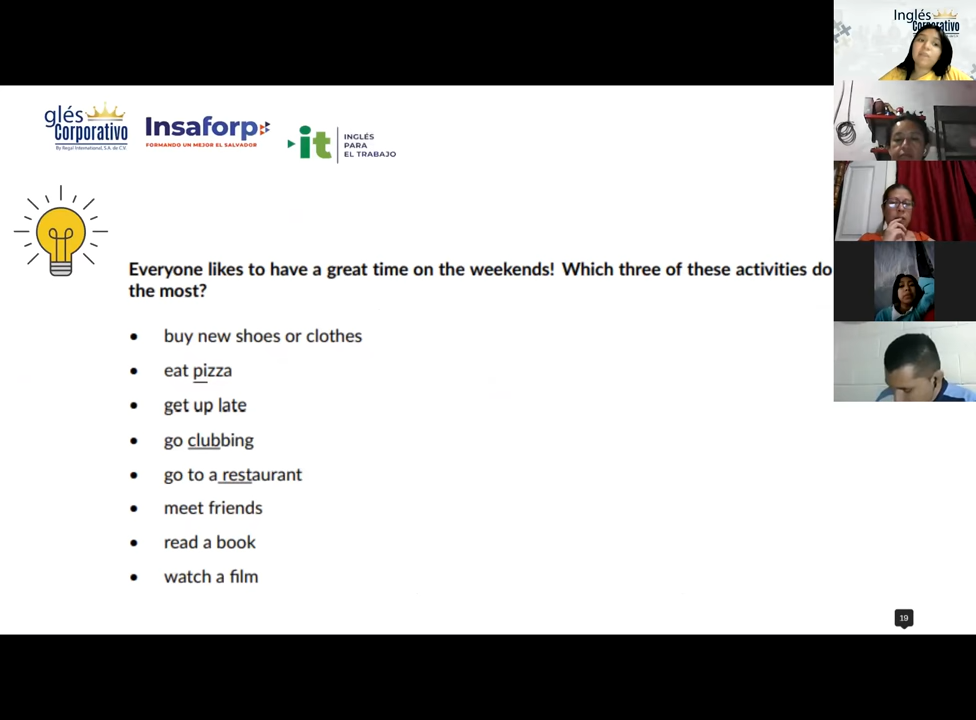 Inglés
Corporativo
glés
Corporativo
By Regal International, S.A. de C.V.
Insaforp
FORMANDO UN MEJOR EL SALVADOR
it
INGLÉS
PARA
EL TRABAJO
Everyone likes to have a great time on the weekends! Which three of these activities do
the most?
• buy new shoes or clothes
• eat pizza
• get up late
• go clubbing
• go to a restaurant
• meet friends
• read a book
• watch a film
19